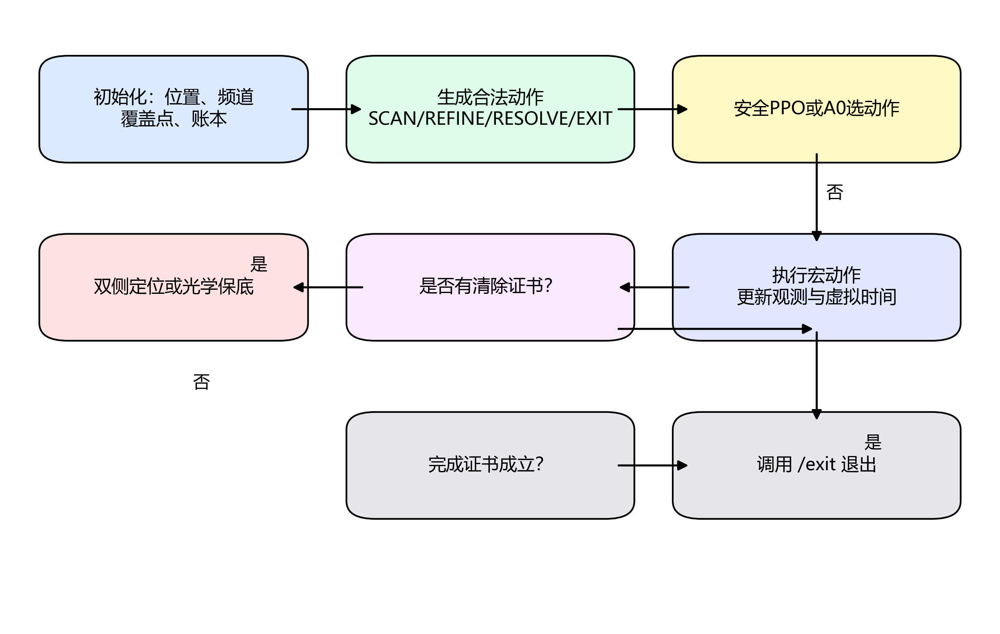 初始化：位置、频道
覆盖点、账本
生成合法动作
SCAN/REFINE/RESOLVE/EXIT
安全PPO或A0选动作
否
是
双侧定位或光学保底
是否有清除证书？
执行宏动作
更新观测与虚拟时间
否
完成证书成立？
是
调用 /exit 退出